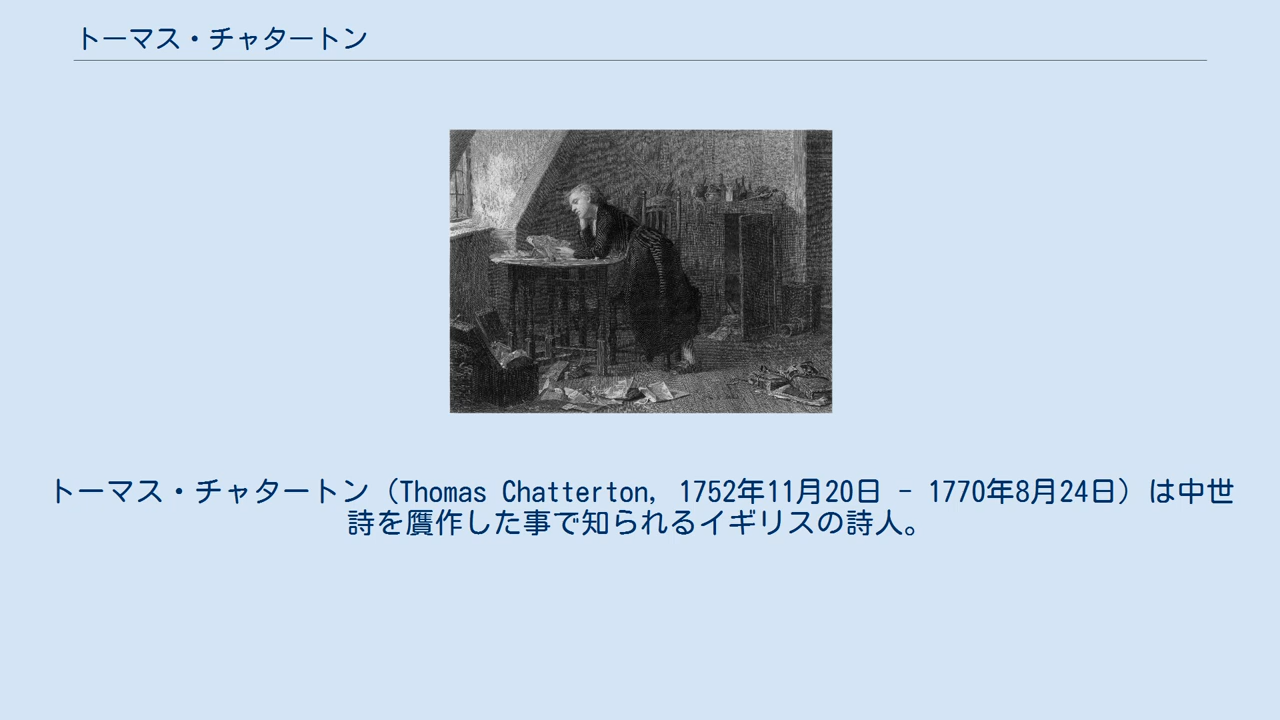 トーマス・チャタートン
トーマス・チャタートン（Thomas Chatterton, 1752年11月20日 - 1770年8月24日）は中世
詩を贋作した事で知られるイギリスの詩人。